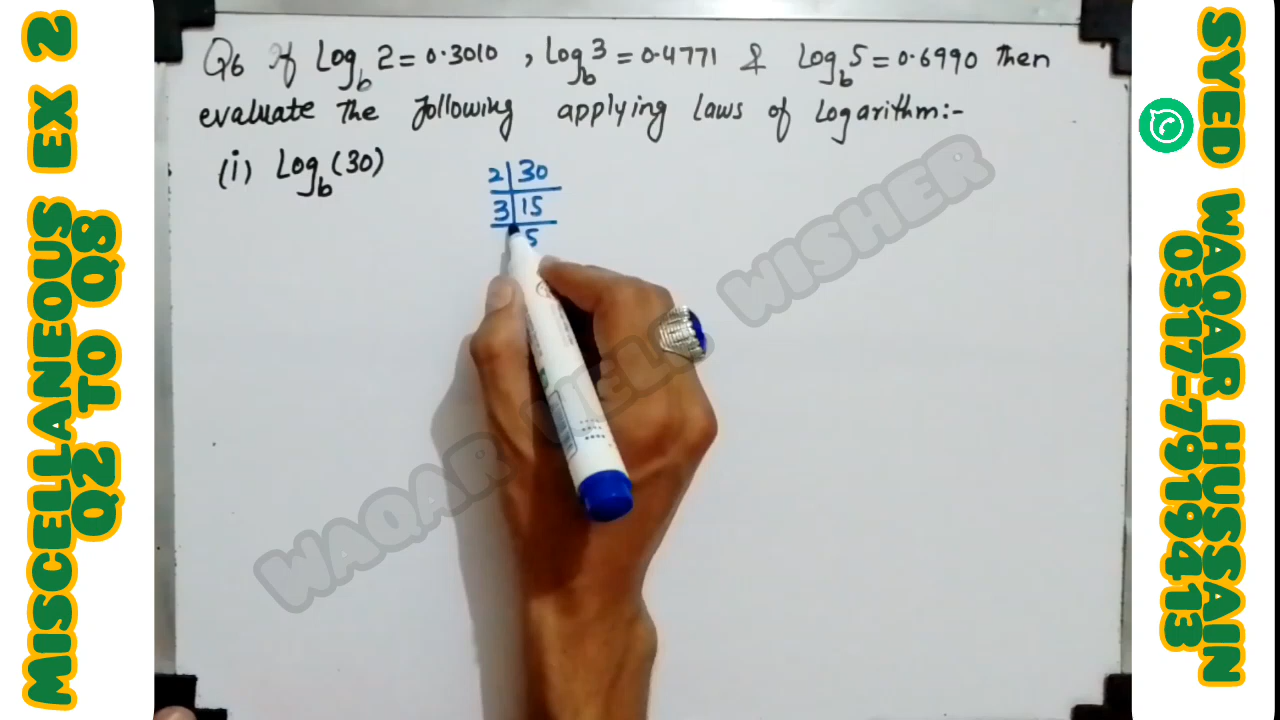 MISCELLANEOUS EX 2
Q2 TO Q8
Q6 If Log_b 2 = 0.3010 , Log_b 3 = 0.4771 & Log_b 5 = 0.6990 then
evaluate the following applying laws of Logarithm:-
(i) Log_b (30)
2 | 30
3 | 15
5
WAQAR WELL WISHER
SYED WAQAR HUSSAIN
0317-7919413